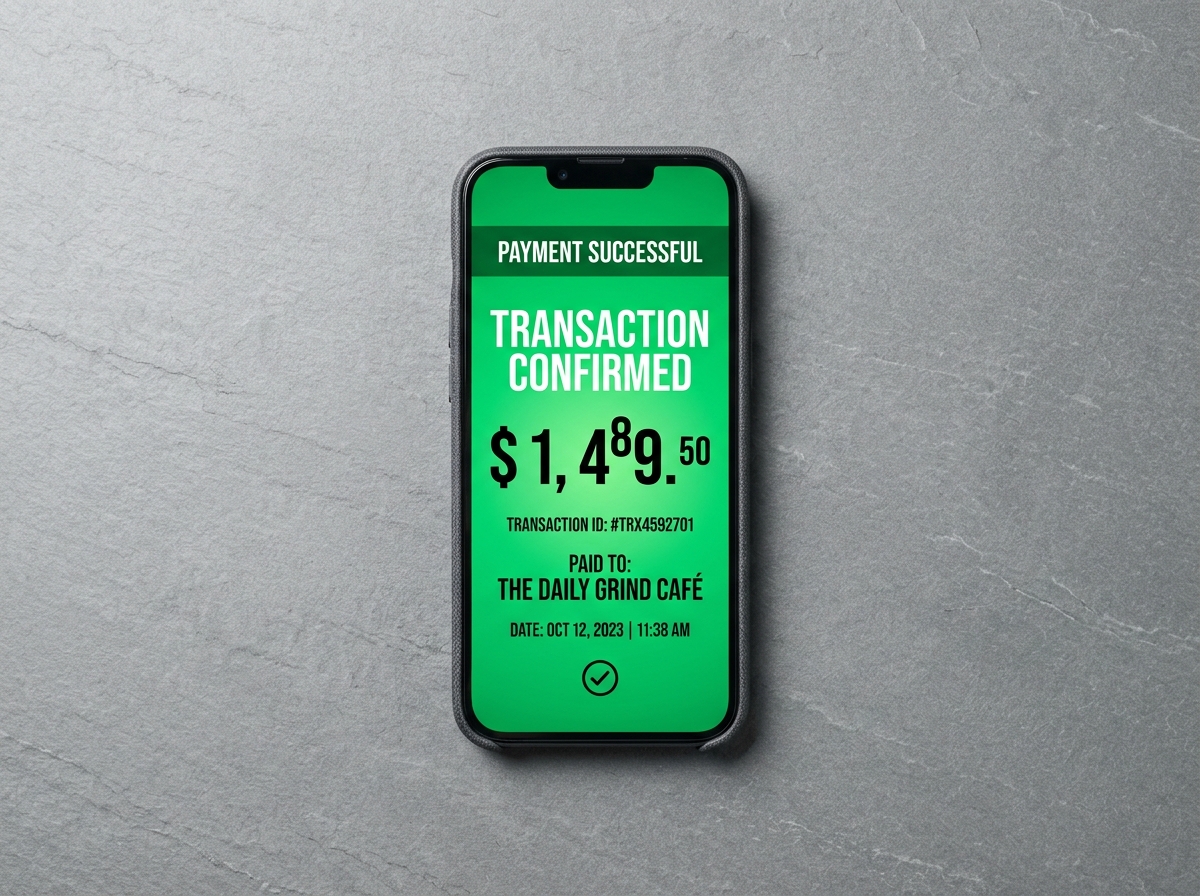 PAYMENT SUCCESSFUL
TRANSACTION
CONFIRMED
$ 1, 489.50
TRANSACTION ID: #TRX4592701
PAID TO:
THE DAILY GRIND CAFÉ
DATE: OCT 12, 2023 | 11:38 AM